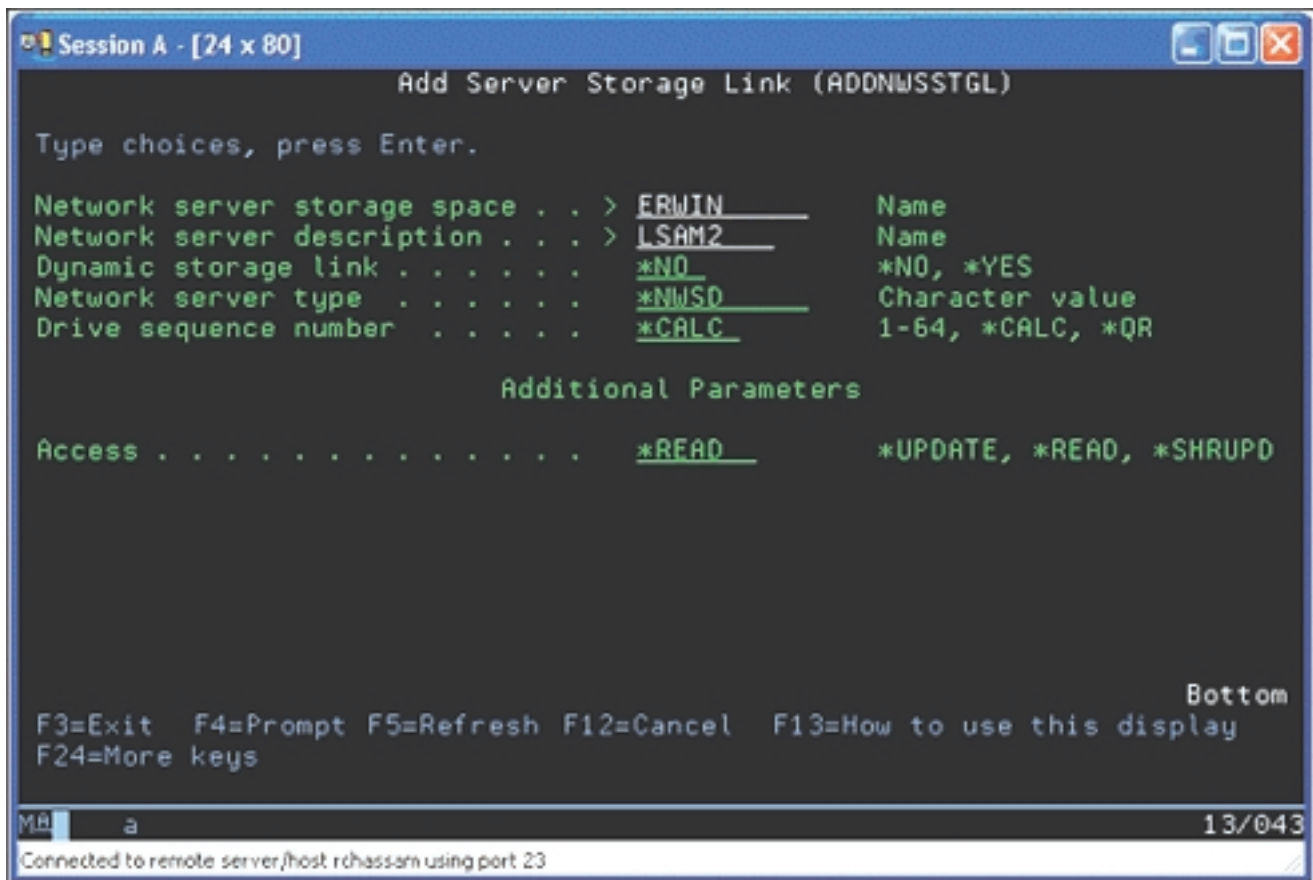 Session A - [24 x 80]
Add Server Storage Link (ADDNWSSTGL)
Type choices, press Enter.
Network server storage space . . > ERWIN Name
Network server description . . . > LSAM2 Name
Dynamic storage link . . . . . . *NO *NO, *YES
Network server type . . . . . . *NWSD Character value
Drive sequence number . . . . . *CALC 1-64, *CALC, *QR
Additional Parameters
Access . . . . . . . . . . . . . *READ *UPDATE, *READ, *SHRUPD
Bottom
F3=Exit F4=Prompt F5=Refresh F12=Cancel F13=How to use this display
F24=More keys
MA a 13/043
Connected to remote server/host rchassam using port 23